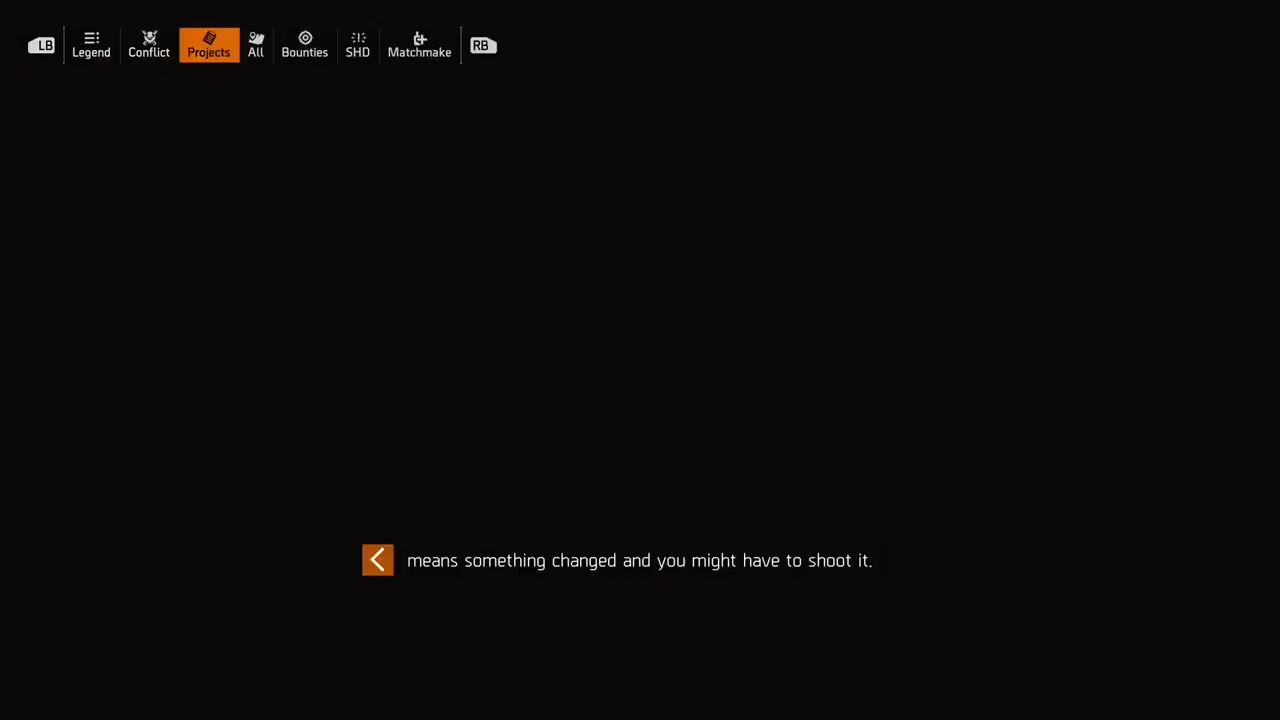 LB Legend Conflict Projects All Bounties SHD Matchmake RB
means something changed and you might have to shoot it.